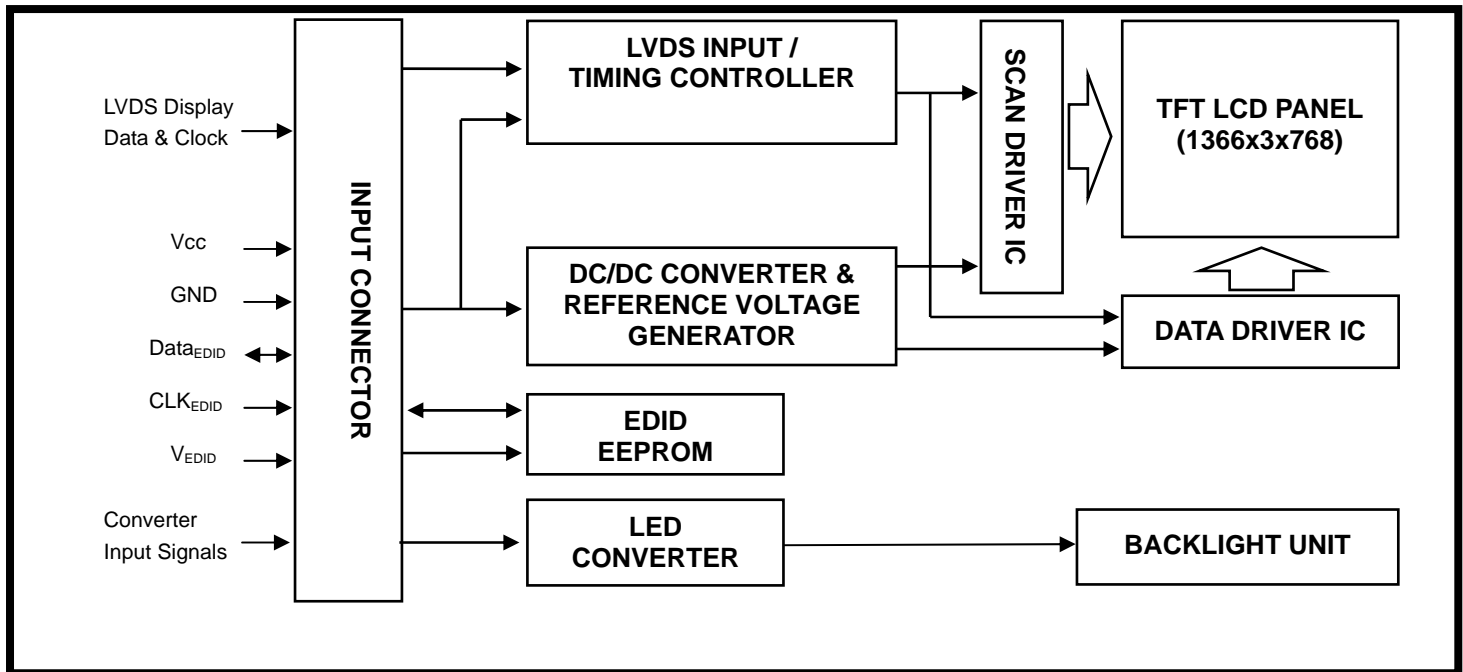 LVDS Display
Data & Clock
Vcc
GND
DataEDID
CLKEDID
VEDID
Converter
Input Signals
INPUT CONNECTOR
LVDS INPUT /
TIMING CONTROLLER
DC/DC CONVERTER &
REFERENCE VOLTAGE
GENERATOR
EDID
EEPROM
LED
CONVERTER
SCAN DRIVER IC
TFT LCD PANEL
(1366x3x768)
DATA DRIVER IC
BACKLIGHT UNIT